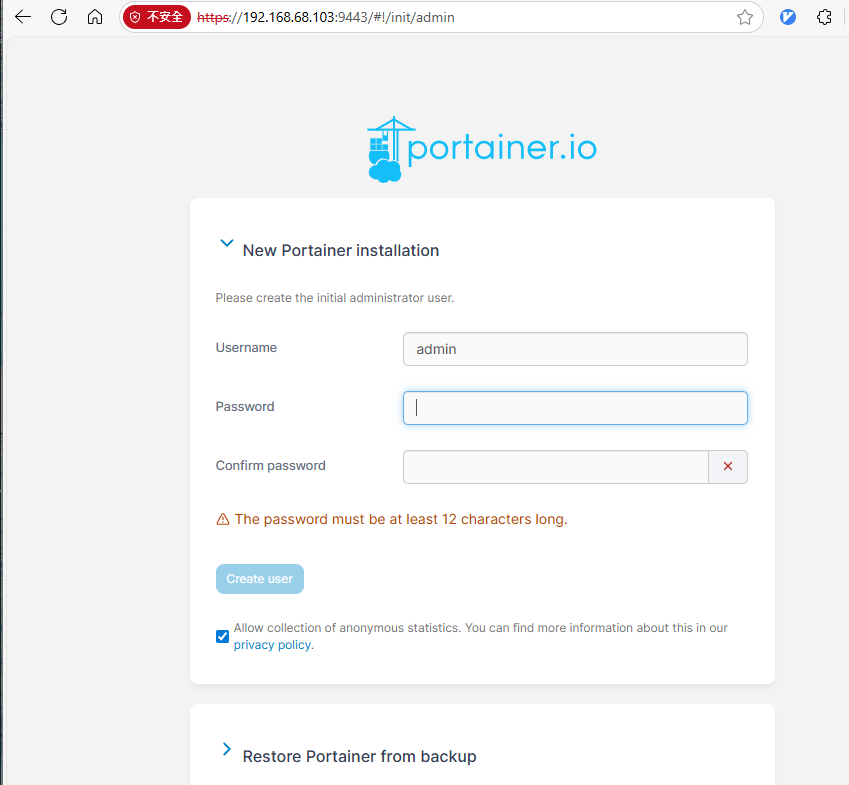 不安全 https://192.168.68.103:9443/#!/init/admin
portainer.io
New Portainer installation
Please create the initial administrator user.
Username admin
Password
Confirm password
The password must be at least 12 characters long.
Create user
Allow collection of anonymous statistics. You can find more information about this in our
privacy policy.
Restore Portainer from backup